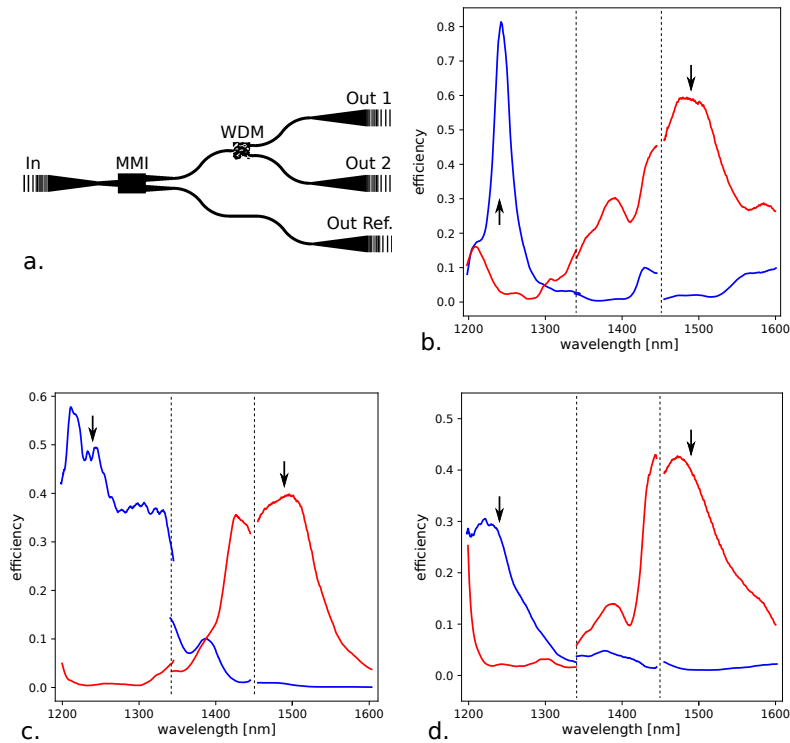 In
MMI
WDM
Out 1
Out 2
Out Ref.
a.
efficiency
0.8
0.7
0.6
0.5
0.4
0.3
0.2
0.1
0.0
1200 1300 1400 1500 1600
wavelength [nm]
b.
efficiency
0.6
0.5
0.4
0.3
0.2
0.1
0.0
1200 1300 1400 1500 1600
wavelength [nm]
c.
efficiency
0.5
0.4
0.3
0.2
0.1
0.0
1200 1300 1400 1500 1600
wavelength [nm]
d.